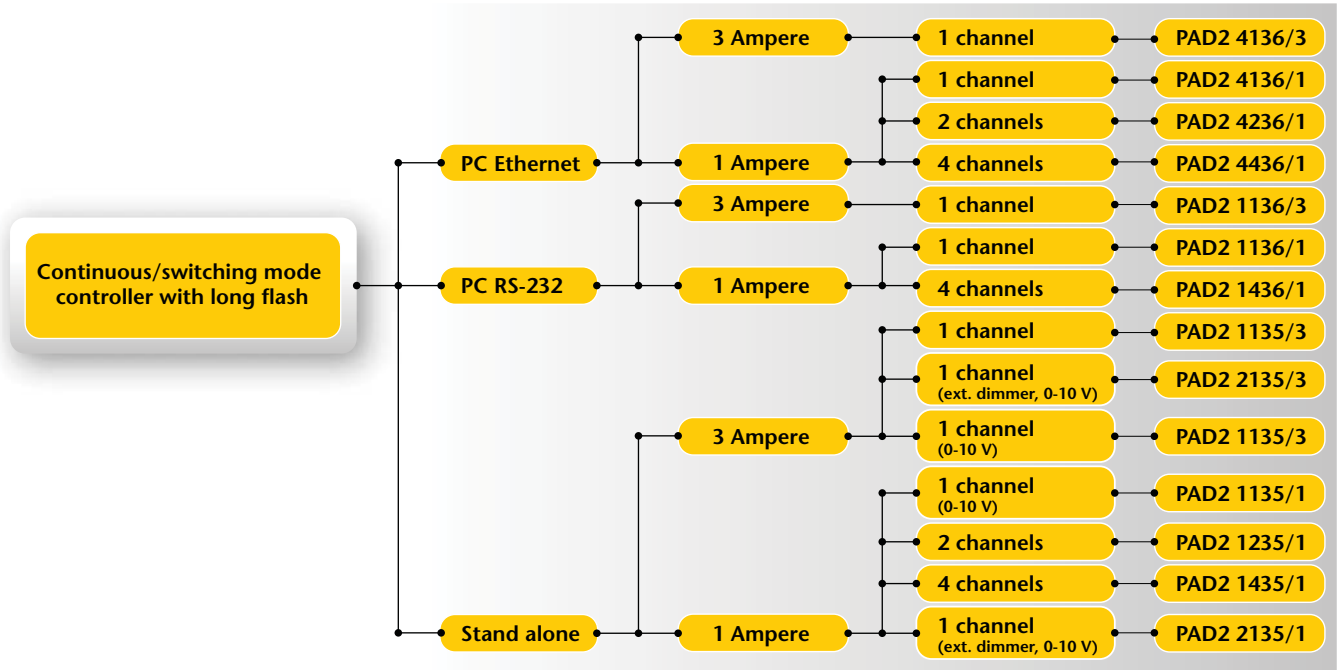 3 Ampere
1 channel
PAD2 4136/3
1 channel
PAD2 4136/1
2 channels
PAD2 4236/1
PC Ethernet
1 Ampere
4 channels
PAD2 4436/1
3 Ampere
1 channel
PAD2 1136/3
1 channel
PAD2 1136/1
Continuous/switching mode
controller with long flash
PC RS-232
1 Ampere
4 channels
PAD2 1436/1
1 channel
PAD2 1135/3
1 channel
(ext. dimmer, 0-10 V)
PAD2 2135/3
3 Ampere
1 channel
(0-10 V)
PAD2 1135/3
1 channel
(0-10 V)
PAD2 1135/1
2 channels
PAD2 1235/1
4 channels
PAD2 1435/1
Stand alone
1 Ampere
1 channel
(ext. dimmer, 0-10 V)
PAD2 2135/1